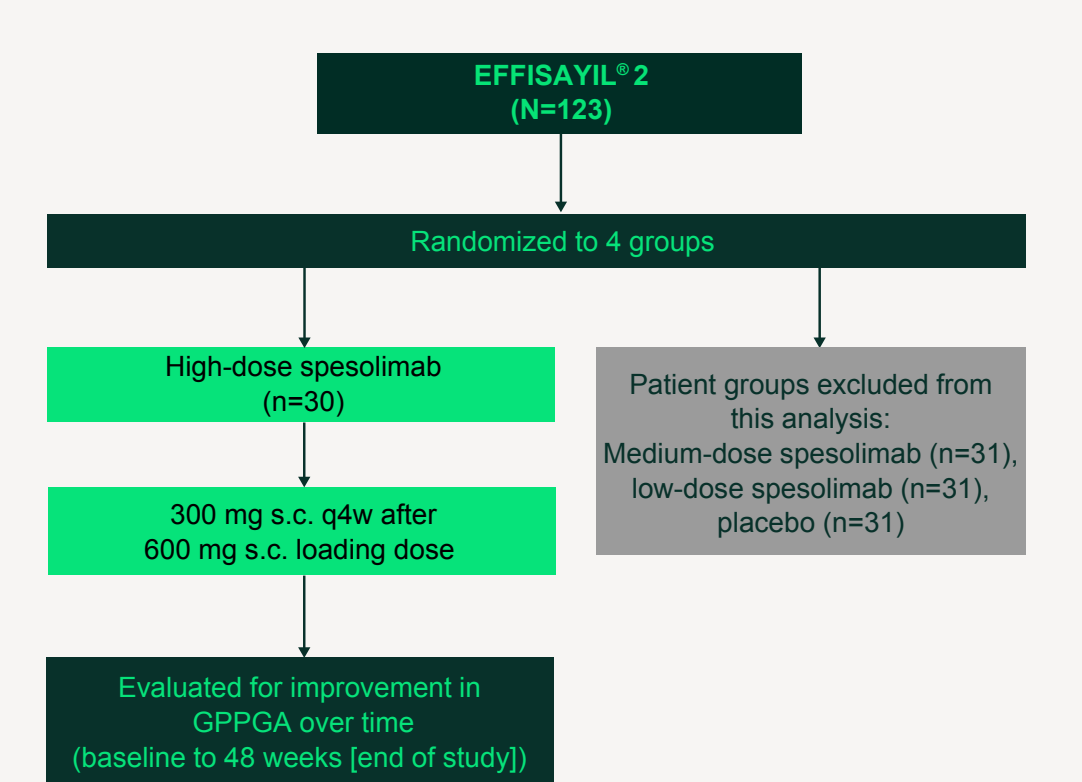 EFFISAYIL® 2
(N=123)
Randomized to 4 groups
High-dose spesolimab
(n=30)
Patient groups excluded from
this analysis:
Medium-dose spesolimab (n=31),
low-dose spesolimab (n=31),
placebo (n=31)
300 mg s.c. q4w after
600 mg s.c. loading dose
Evaluated for improvement in
GPPGA over time
(baseline to 48 weeks [end of study])